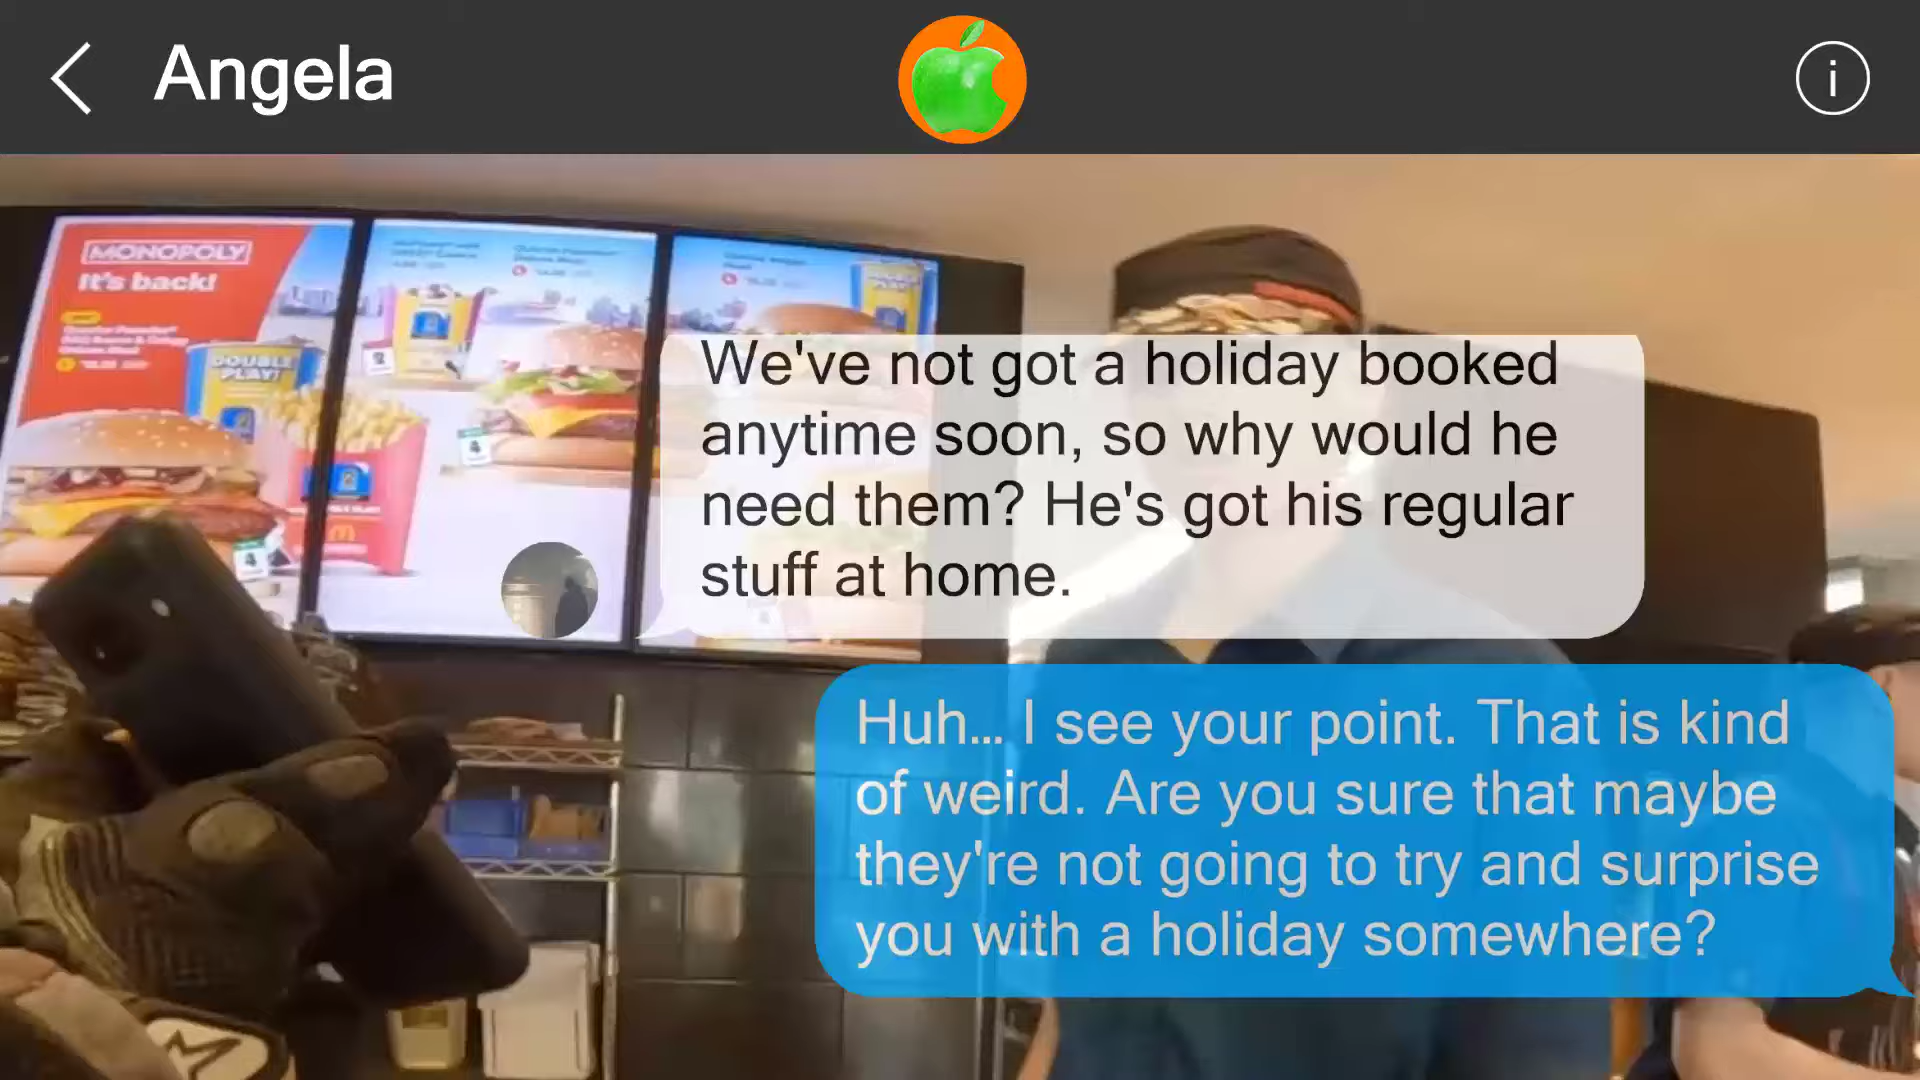 Angela
i
MONOPOLY
It's back!
DOUBLE
PLAY!
We've not got a holiday booked
anytime soon, so why would he
need them? He's got his regular
stuff at home.
Huh... I see your point. That is kind
of weird. Are you sure that maybe
they're not going to try and surprise
you with a holiday somewhere?